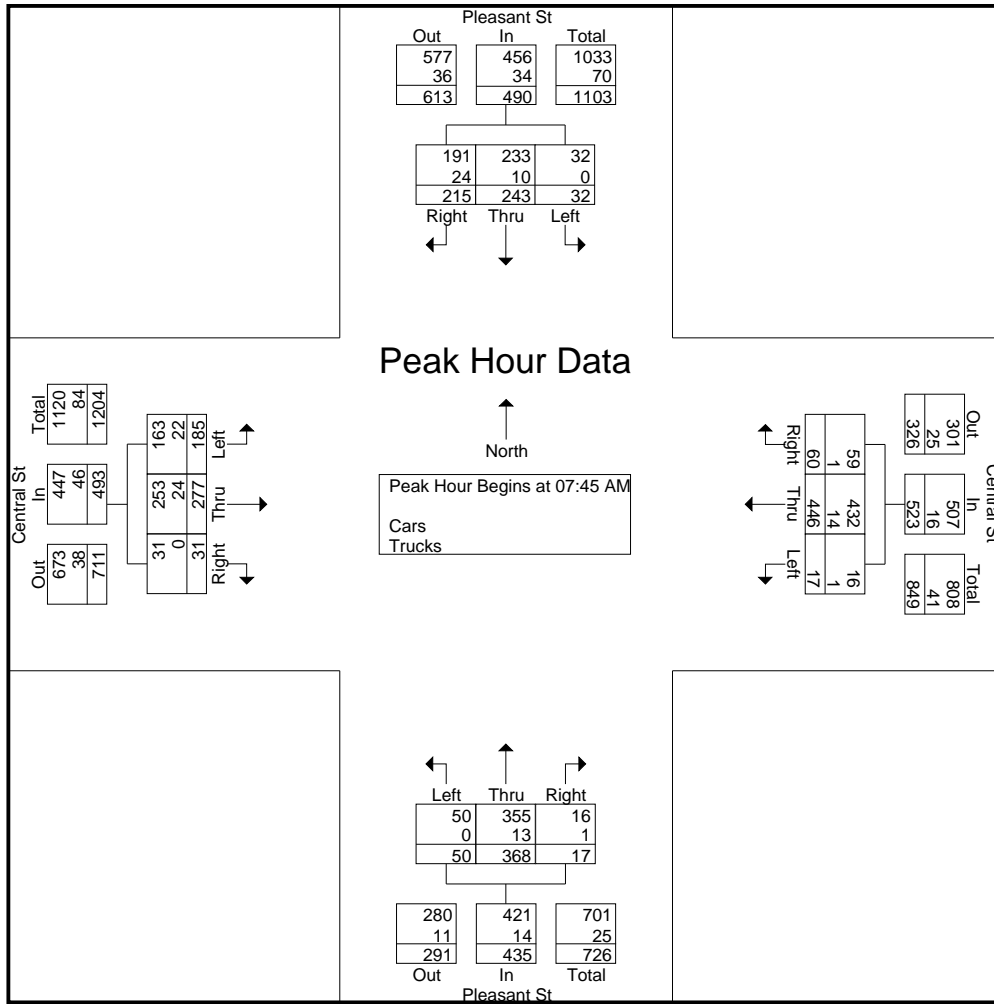 Pleasant St
Out In Total
577 456 1033
36 34 70
613 490 1103
191 233 32
24 10 0
215 243 32
Right Thru Left
Peak Hour Data
North
Peak Hour Begins at 07:45 AM
Cars
Trucks
Central St
Total In Out
1120 447 673
84 46 38
1204 493 711
163 253 31
22 24 0
185 277 31
Left Thru Right
Central St
Out In Total
301 507 808
25 16 41
326 523 849
59 432 16
1 14 1
60 446 17
Right Thru Left
Left Thru Right
50 355 16
0 13 1
50 368 17
280 421 701
11 14 25
291 435 726
Out In Total
Pleasant St